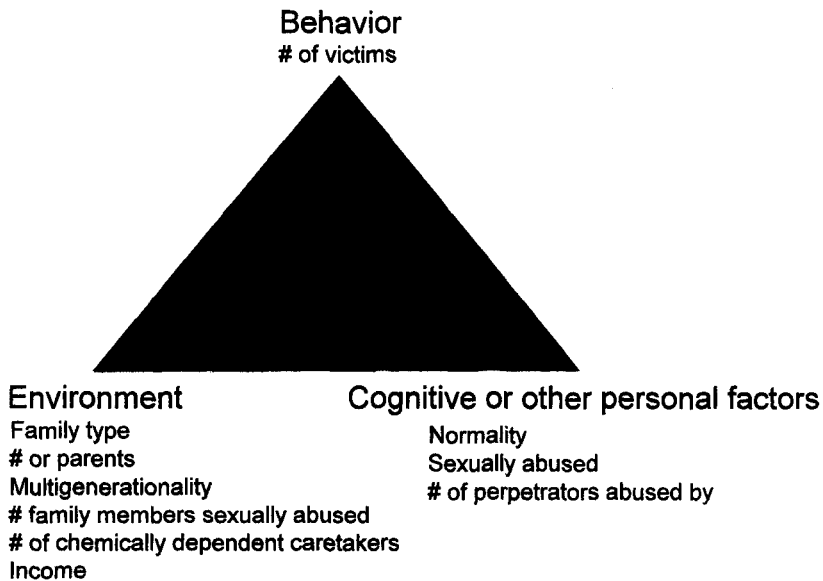 Behavior
# of victims
Environment
Family type
# or parents
Multigenerationality
# family members sexually abused
# of chemically dependent caretakers
Income
Cognitive or other personal factors
Normality
Sexually abused
# of perpetrators abused by